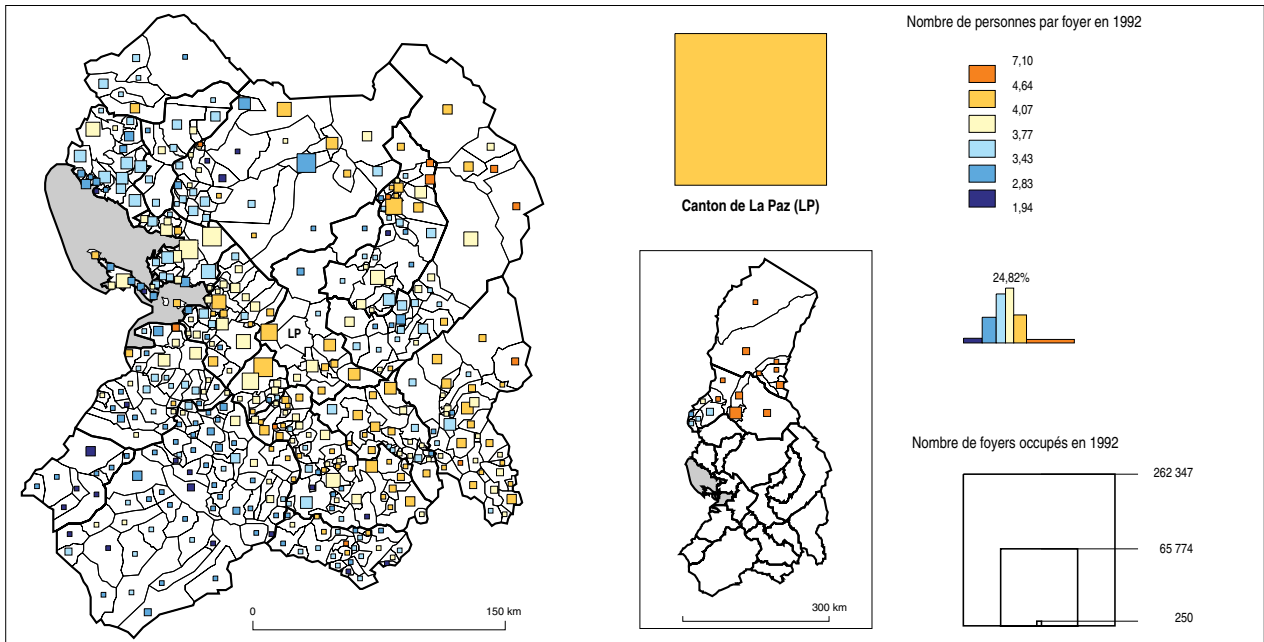 Nombre de personnes par foyer en 1992
7,10
4,64
4,07
3,77
3,43
2,83
1,94
Canton de La Paz (LP)
24,82%
LP
Nombre de foyers occupés en 1992
262 347
65 774
250
0
150 km
300 km